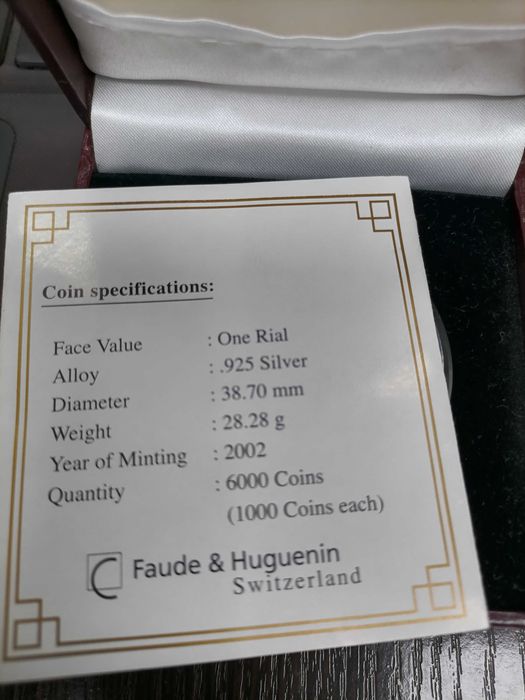 Coin specifications:
Face Value : One Rial
Alloy : .925 Silver
Diameter : 38.70 mm
Weight : 28.28 g
Year of Minting : 2002
Quantity : 6000 Coins
(1000 Coins each)
Faude & Huguenin
Switzerland